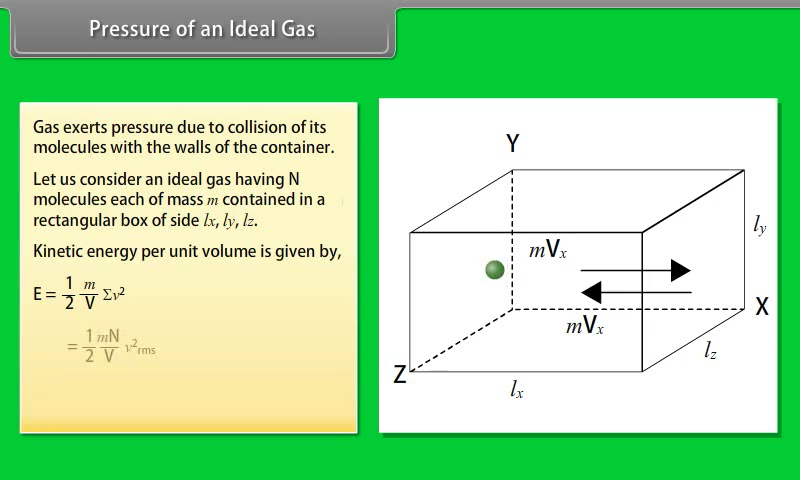 Pressure of an Ideal Gas
Gas exerts pressure due to collision of its
molecules with the walls of the container.
Let us consider an ideal gas having N
molecules each of mass m contained in a
rectangular box of side lx, ly, lz.
Kinetic energy per unit volume is given by,
E = 1/2 m/V Σv²
= 1/2 mN/V v²rms
Y
ly
mVx
X
mVx
lz
Z
lx